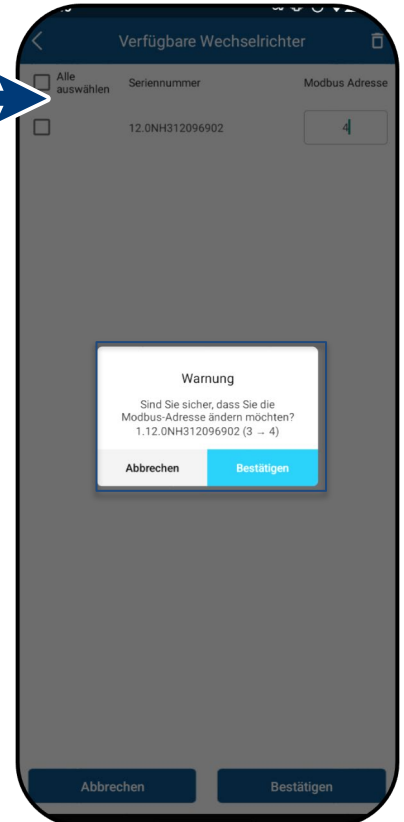 Verfügbare Wechselrichter
Alle auswählen Seriennummer Modbus Adresse
12.0NH312096902 4
Warnung
Sind Sie sicher, dass Sie die
Modbus-Adresse ändern möchten?
1.12.0NH312096902 (3 → 4)
Abbrechen Bestätigen
Abbrechen Bestätigen